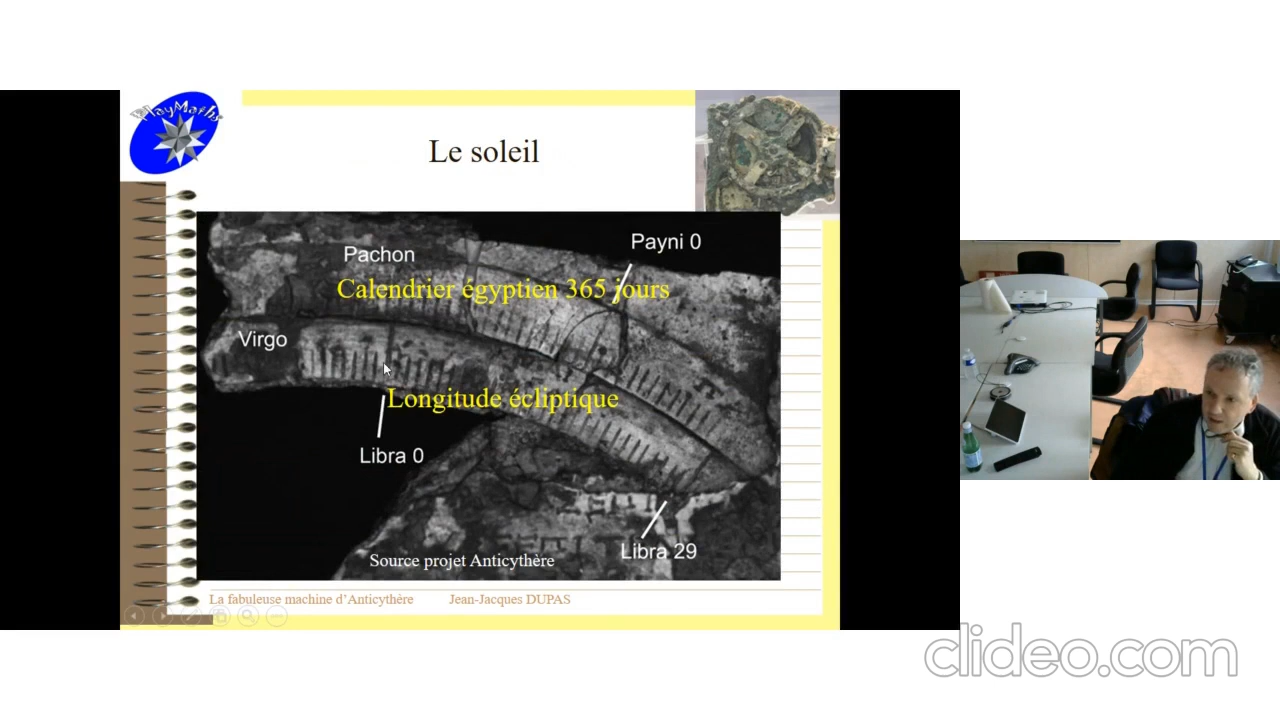 PlayMaths
Le soleil
Pachon
Payni 0
Calendrier égyptien 365 jours
Virgo
Longitude écliptique
Libra 0
Libra 29
Source projet Anticythère
La fabuleuse machine d'Anticythère Jean-Jacques DUPAS
clideo.com